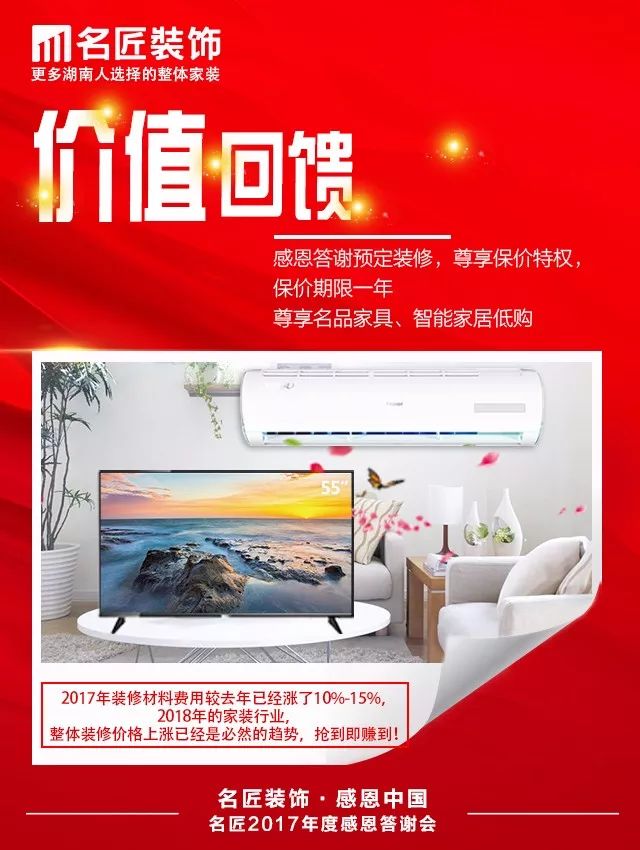 名匠装饰
更多湖南人选择的整体家装
价值回馈
感恩答谢预定装修，尊享保价特权，
保价期限一年
尊享名品家具、智能家居低购
55"
2017年装修材料费用较去年已经涨了10%-15%,
2018年的家装行业,
整体装修价格上涨已经是必然的趋势，抢到即赚到！
名匠装饰·感恩中国
名匠2017年度感恩答谢会